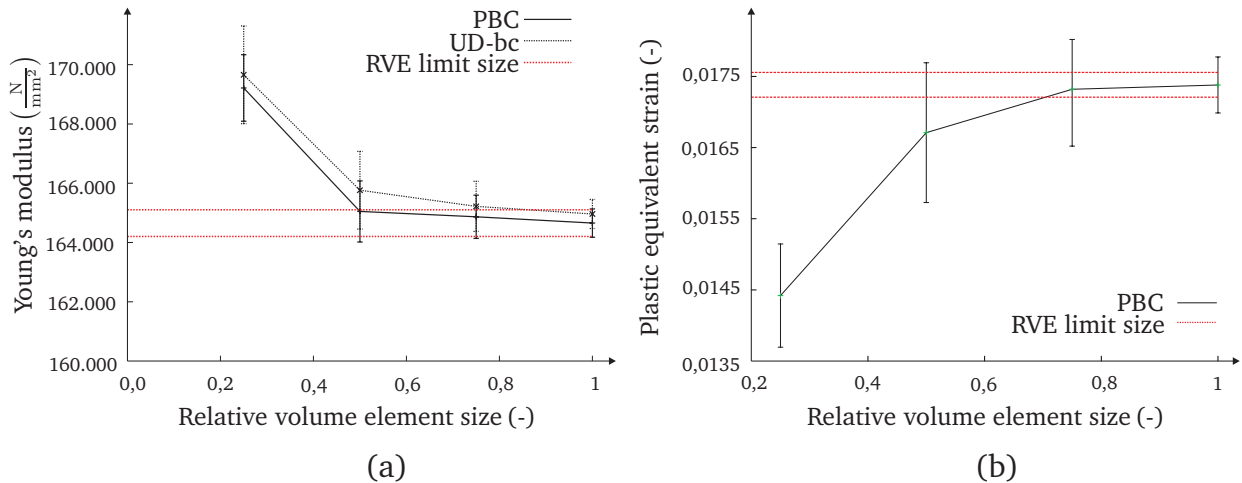 PBC
UD-bc
RVE limit size
Young's modulus (N/mm²)
170.000
168.000
166.000
164.000
162.000
160.000
0,0
0,2
0,4
0,6
0,8
1
Relative volume element size (-)
(a)
Plastic equivalent strain (-)
0,0175
0,0165
0,0155
0,0145
0,0135
PBC
RVE limit size
0,2
0,4
0,6
0,8
1
Relative volume element size (-)
(b)